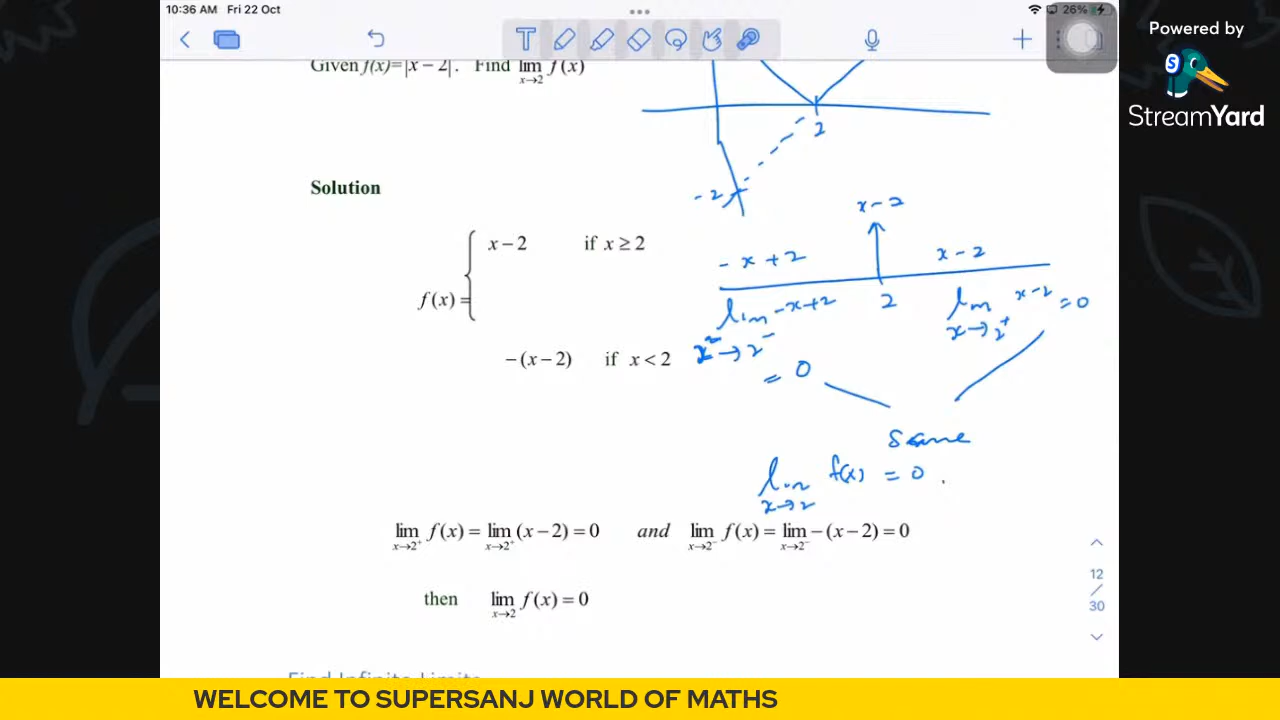 10:36 AM Fri 22 Oct
26%
Powered by
S
StreamYard
T
Given f(x)=|x − 2|. Find lim f(x)
x→2
2
- 2
Solution
x - 2
x − 2 if x ≥ 2
- x + 2
x - 2
f(x) =
lim -x+2
2
lim x-2 = 0
x→2⁻
x→2⁺
−(x − 2) if x < 2
= 0
Same
lim f(x) = 0
x→2
lim f(x) = lim (x − 2) = 0 and lim f(x) = lim − (x − 2) = 0
x→2⁺ x→2⁺ x→2⁻ x→2⁻
then lim f(x) = 0
x→2
12
/
30
Find Infinite Limits
WELCOME TO SUPERSANJ WORLD OF MATHS